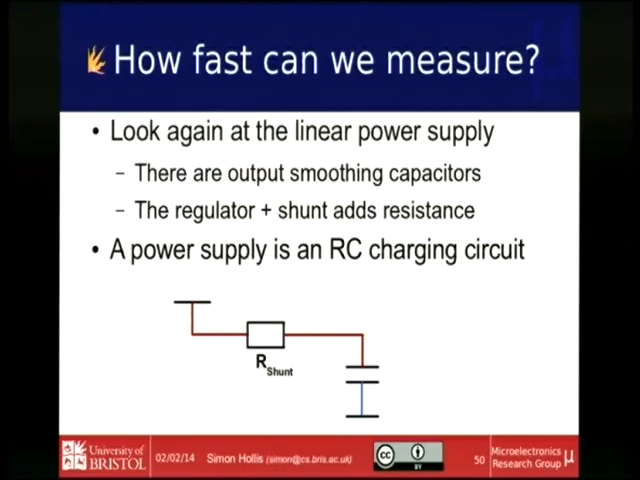 How fast can we measure?
• Look again at the linear power supply
– There are output smoothing capacitors
– The regulator + shunt adds resistance
• A power supply is an RC charging circuit
R Shunt
University of BRISTOL
02/02/14
Simon Hollis (simon@cs.bris.ac.uk)
cc
BY
50
Microelectronics
Research Group
μ